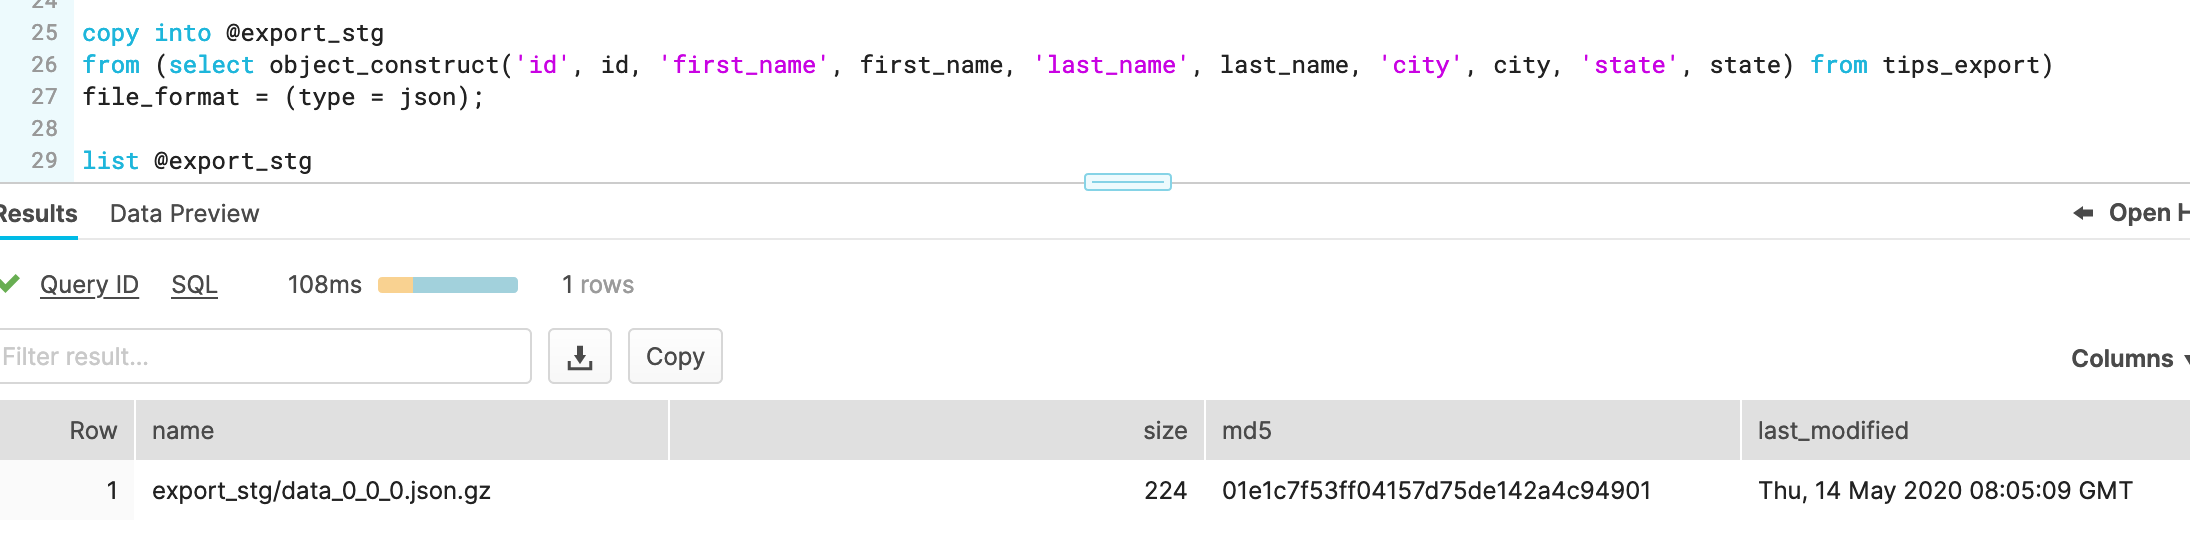 24
25 copy into @export_stg
26 from (select object_construct('id', id, 'first_name', first_name, 'last_name', last_name, 'city', city, 'state', state) from tips_export)
27 file_format = (type = json);
28
29 list @export_stg
Results Data Preview Open H
Query ID SQL 108ms 1 rows
Filter result... Copy Columns
Row name size md5 last_modified
1 export_stg/data_0_0_0.json.gz 224 01e1c7f53ff04157d75de142a4c94901 Thu, 14 May 2020 08:05:09 GMT